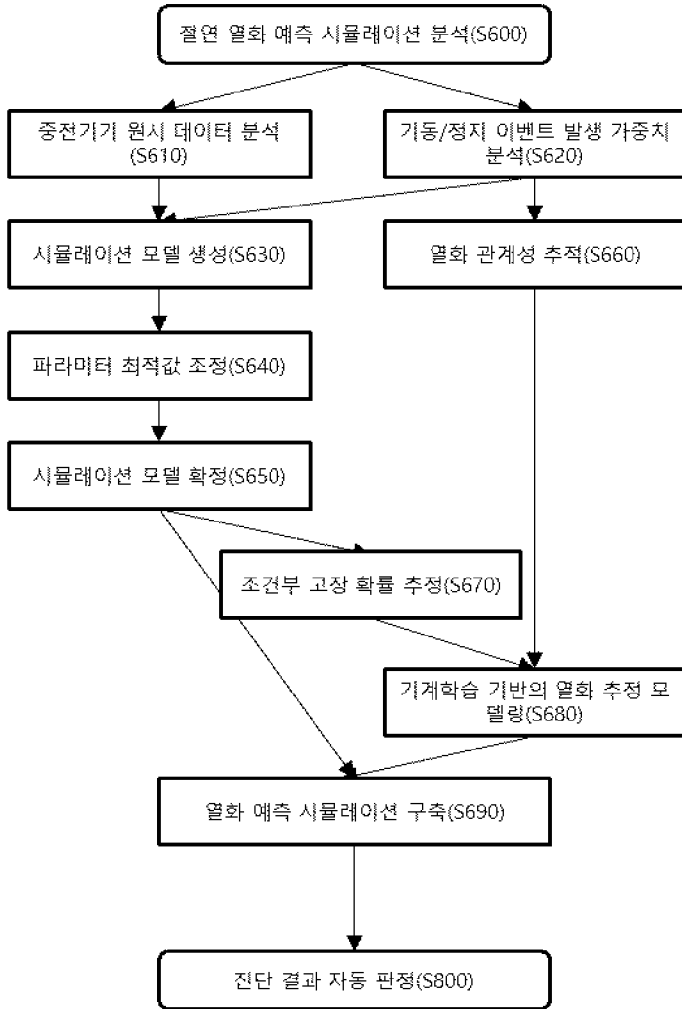 절연 열화 예측 시뮬레이션 분석(S600)
중전기기 원시 데이터 분석
(S610)
기동/정지 이벤트 발생 가중치
분석(S620)
시뮬레이션 모델 생성(S630)
열화 관계성 추적(S660)
파라미터 최적값 조정(S640)
시뮬레이션 모델 확정(S650)
조건부 고장 확률 추정(S670)
기계학습 기반의 열화 추정 모
델링(S680)
열화 예측 시뮬레이션 구축(S690)
진단 결과 자동 판정(S800)